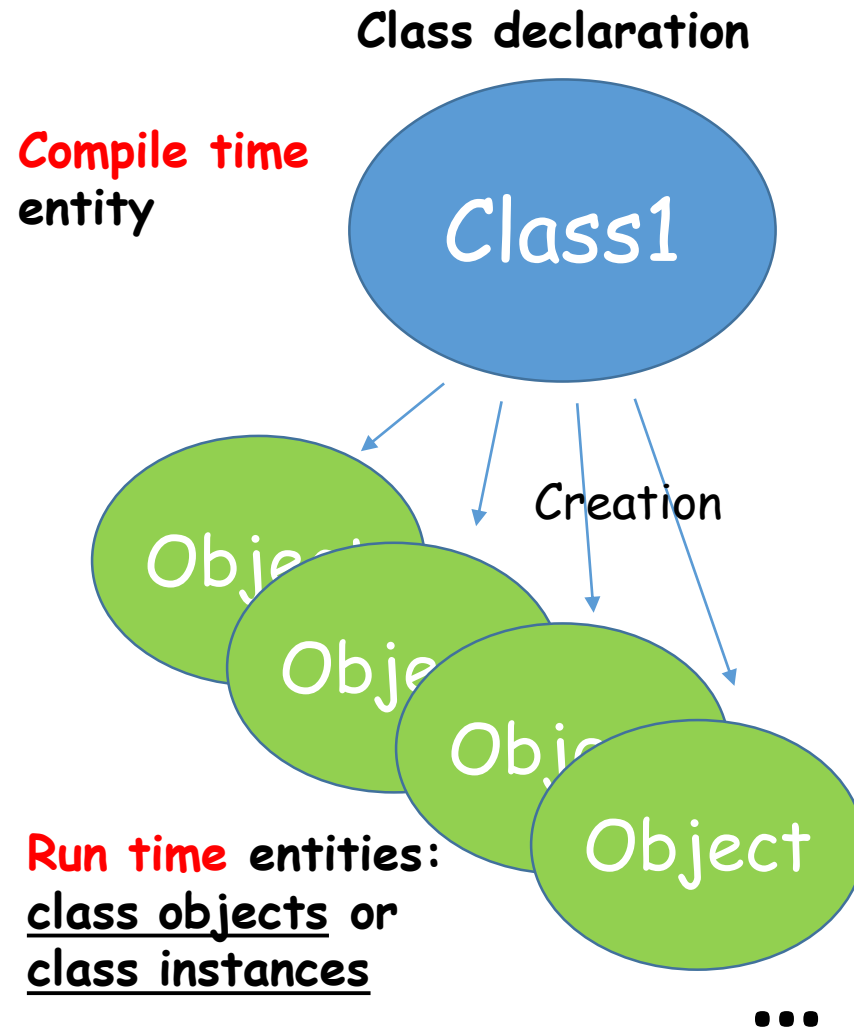 Class declaration
Compile time
entity
Class1
Creation
Object
Run time entities:
class objects or
class instances
...